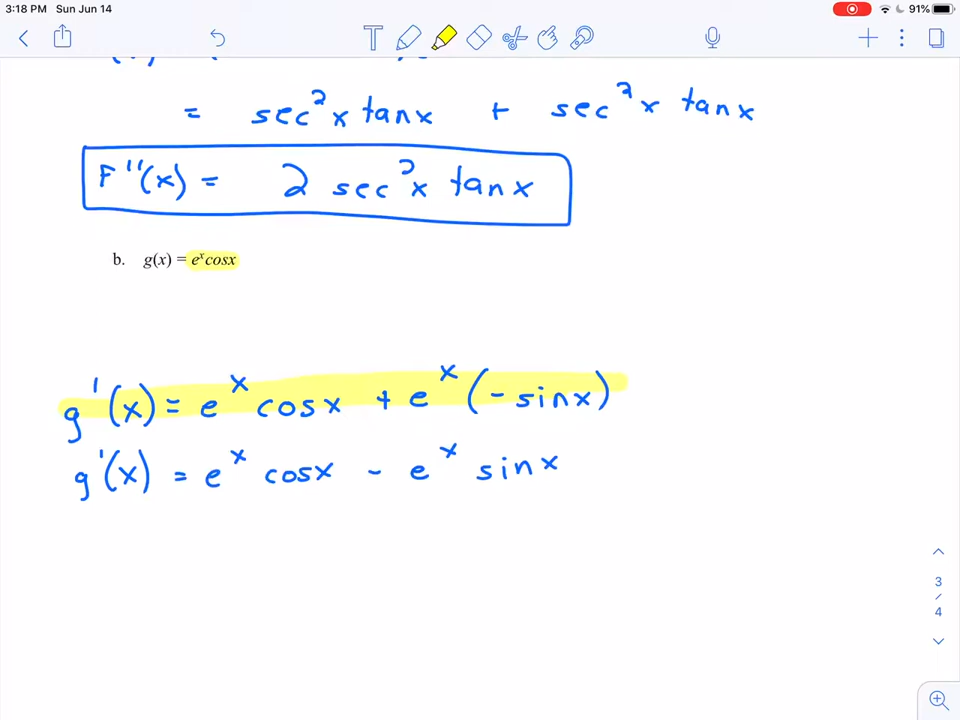 3:18 PM Sun Jun 14 91%
= sec²x tanx + sec²x tanx
F''(x) = 2 sec²x tanx
b. g(x) = eˣcosx
g'(x) = eˣ cosx + eˣ (- sinx)
g'(x) = eˣ cosx - eˣ sinx
3
/
4